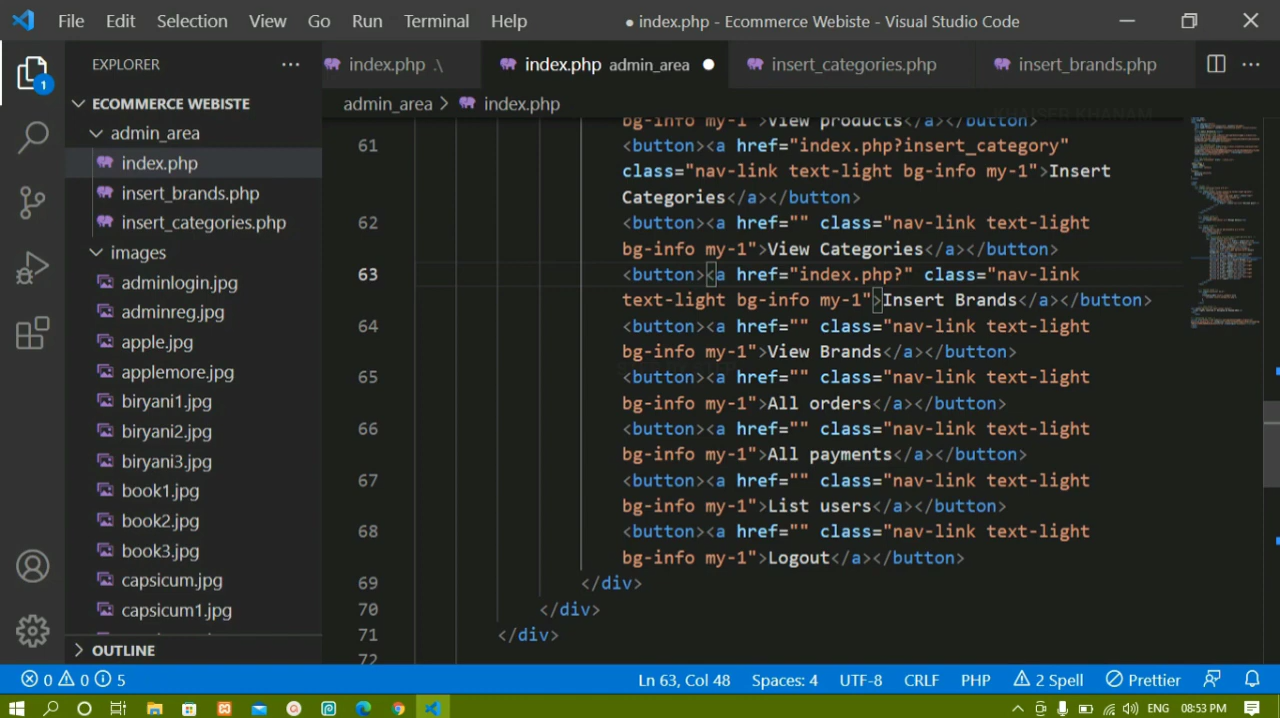 File Edit Selection View Go Run Terminal Help
● index.php - Ecommerce Webiste - Visual Studio Code
EXPLORER
index.php .\
index.php admin_area
insert_categories.php
insert_brands.php
ECOMMERCE WEBISTE
admin_area
index.php
insert_brands.php
insert_categories.php
images
adminlogin.jpg
adminreg.jpg
apple.jpg
applemore.jpg
biryani1.jpg
biryani2.jpg
biryani3.jpg
book1.jpg
book2.jpg
book3.jpg
capsicum.jpg
capsicum1.jpg
OUTLINE
1
admin_area > index.php
KHAISER KHANAM
bg-info my-1">View products</a></button>
61 <button><a href="index.php?insert_category"
class="nav-link text-light bg-info my-1">Insert
Categories</a></button>
62 <button><a href="" class="nav-link text-light
bg-info my-1">View Categories</a></button>
63 <button><a href="index.php?" class="nav-link
text-light bg-info my-1">Insert Brands</a></button>
64 <button><a href="" class="nav-link text-light
bg-info my-1">View Brands</a></button>
65 <button><a href="" class="nav-link text-light
bg-info my-1">All orders</a></button>
66 <button><a href="" class="nav-link text-light
bg-info my-1">All payments</a></button>
67 <button><a href="" class="nav-link text-light
bg-info my-1">List users</a></button>
68 <button><a href="" class="nav-link text-light
bg-info my-1">Logout</a></button>
69 </div>
70 </div>
71 </div>
72
0 0 5
Ln 63, Col 48 Spaces: 4 UTF-8 CRLF PHP 2 Spell Prettier
ENG 08:53 PM